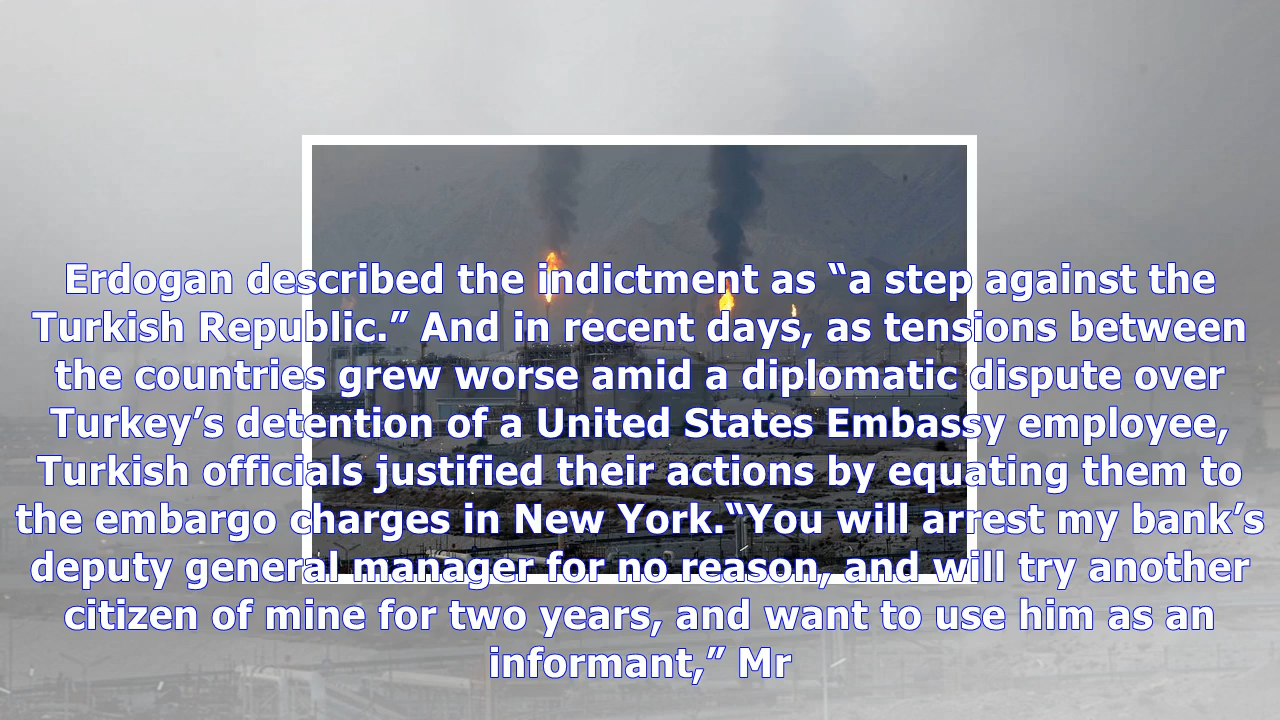 Erdogan described the indictment as “a step against the
Turkish Republic.” And in recent days, as tensions between
the countries grew worse amid a diplomatic dispute over
Turkey’s detention of a United States Embassy employee,
Turkish officials justified their actions by equating them to
the embargo charges in New York.“You will arrest my bank’s
deputy general manager for no reason, and will try another
citizen of mine for two years, and want to use him as an
informant,” Mr